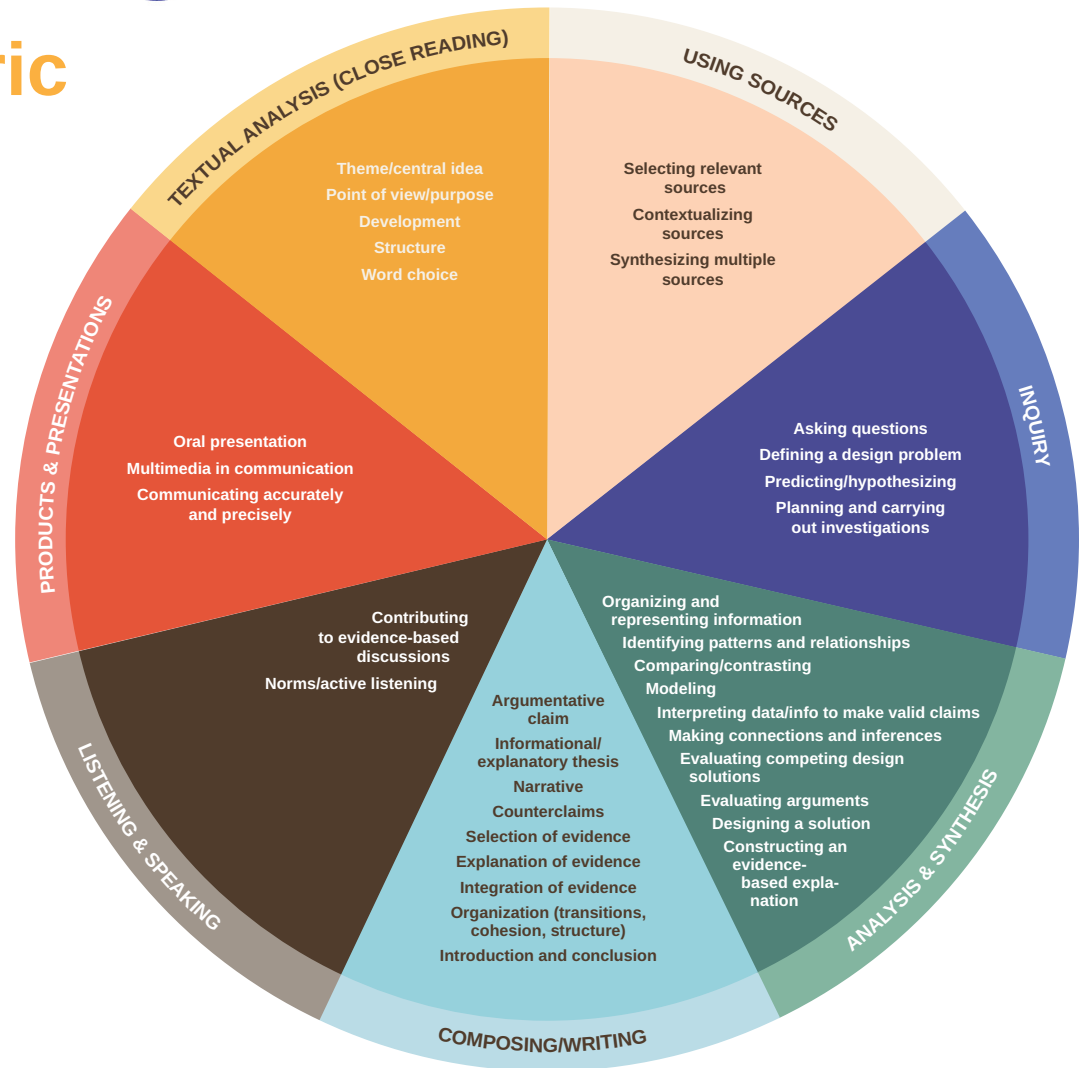 ric
TEXTUAL ANALYSIS (CLOSE READING)
Theme/central idea
Point of view/purpose
Development
Structure
Word choice
USING SOURCES
Selecting relevant
sources
Contextualizing
sources
Synthesizing multiple
sources
INQUIRY
Asking questions
Defining a design problem
Predicting/hypothesizing
Planning and carrying
out investigations
ANALYSIS & SYNTHESIS
Organizing and
representing information
Identifying patterns and relationships
Comparing/contrasting
Modeling
Interpreting data/info to make valid claims
Making connections and inferences
Evaluating competing design
solutions
Evaluating arguments
Designing a solution
Constructing an
evidence-
based expla-
nation
COMPOSING/WRITING
Argumentative
claim
Informational/
explanatory thesis
Narrative
Counterclaims
Selection of evidence
Explanation of evidence
Integration of evidence
Organization (transitions,
cohesion, structure)
Introduction and conclusion
LISTENING & SPEAKING
Contributing
to evidence-based
discussions
Norms/active listening
PRODUCTS & PRESENTATIONS
Oral presentation
Multimedia in communication
Communicating accurately
and precisely